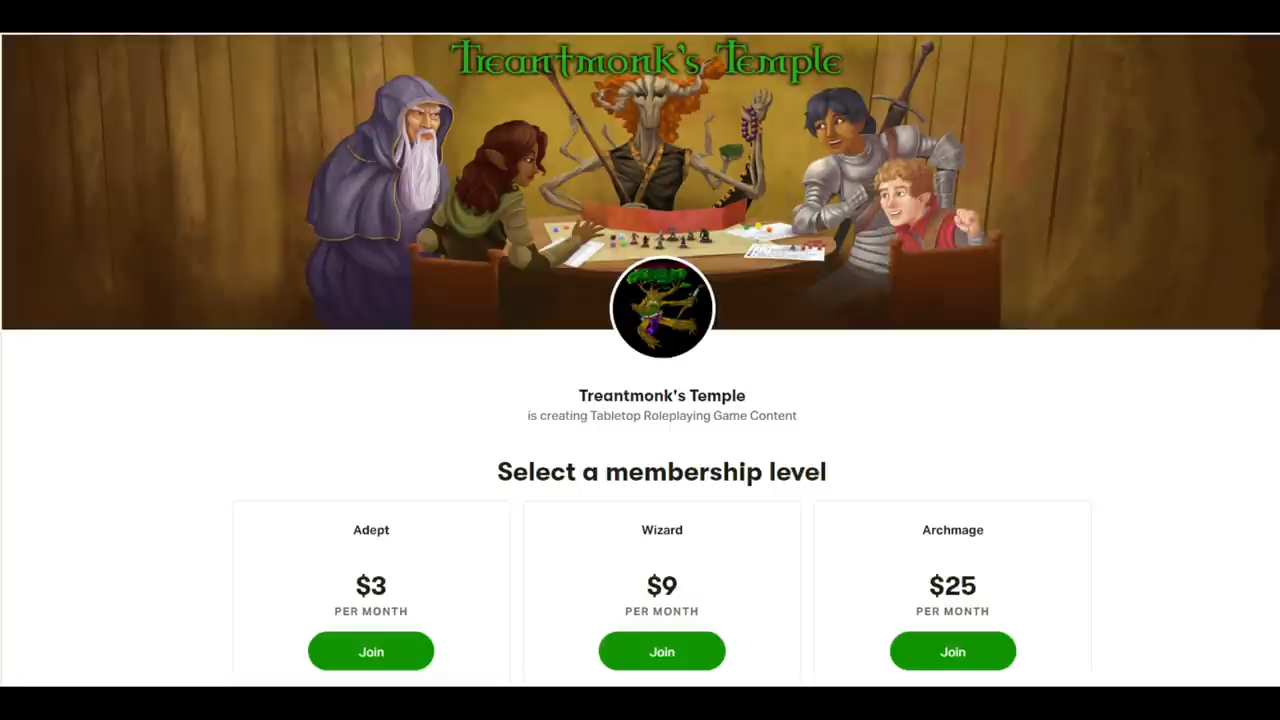 Treantmonk's Temple
Treantmonk's Temple
is creating Tabletop Roleplaying Game Content
Select a membership level
Adept
Wizard
Archmage
$3
$9
$25
PER MONTH
PER MONTH
PER MONTH
Join
Join
Join